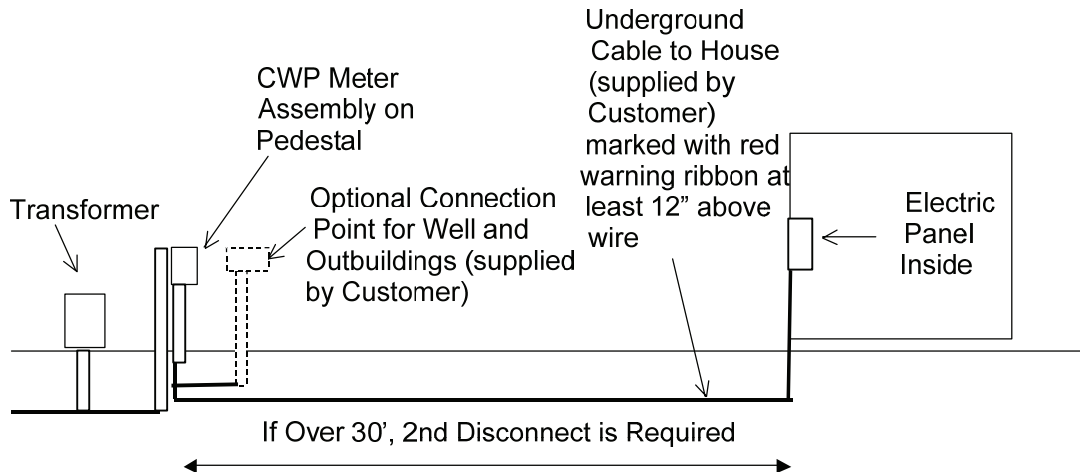 Underground
Cable to House
(supplied by
Customer)
marked with red
warning ribbon at
least 12” above
wire
CWP Meter
Assembly on
Pedestal
Transformer
Optional Connection
Point for Well and
Outbuildings (supplied
by Customer)
Electric
Panel
Inside
If Over 30’, 2nd Disconnect is Required